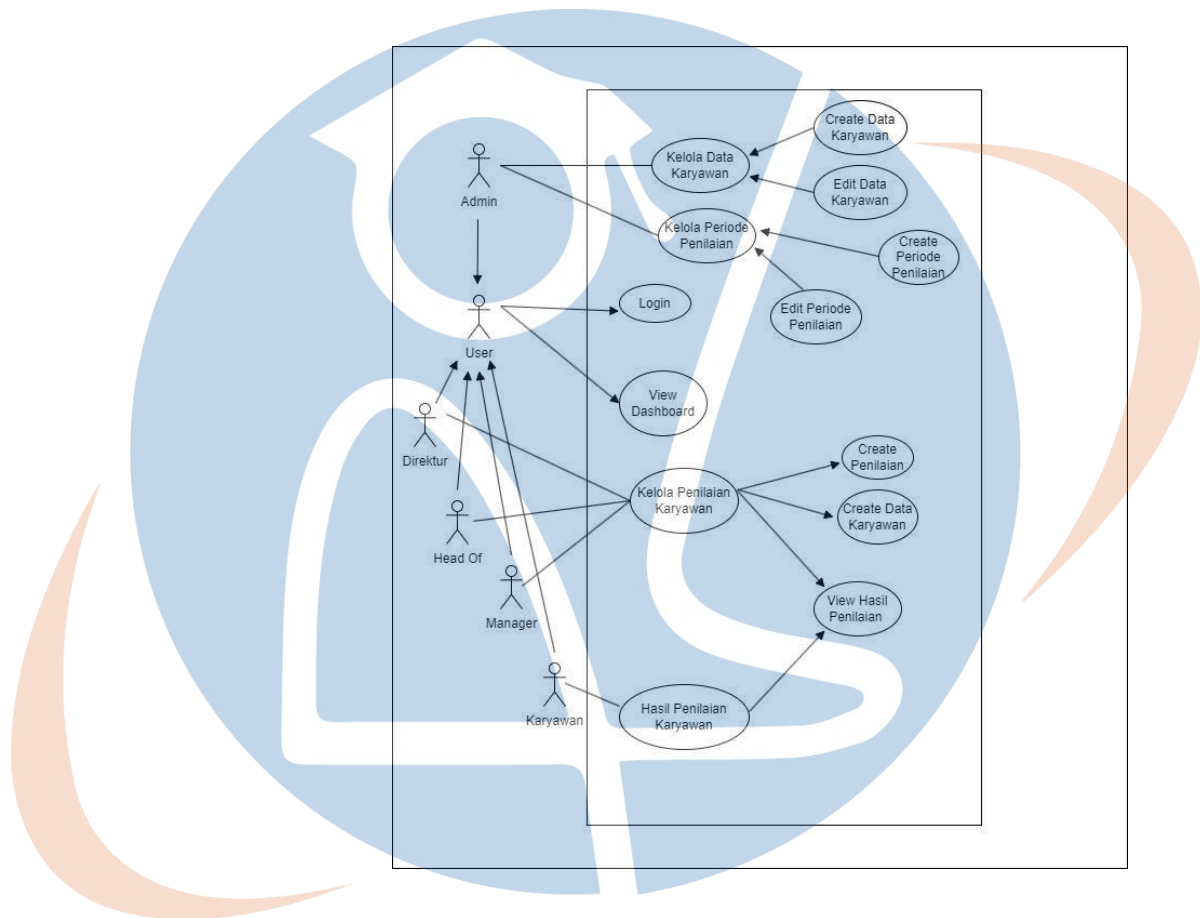 Create Data
Karyawan
Kelola Data
Karyawan
Admin
Edit Data
Karyawan
Kelola Periode
Penilaian
Create
Periode
Penilaian
Login
Edit Periode
Penilaian
User
View
Dashboard
Direktur
Create
Penilaian
Kelola Penilaian
Karyawan
Create Data
Karyawan
Head Of
View Hasil
Penilaian
Manager
Hasil Penilaian
Karyawan
Karyawan